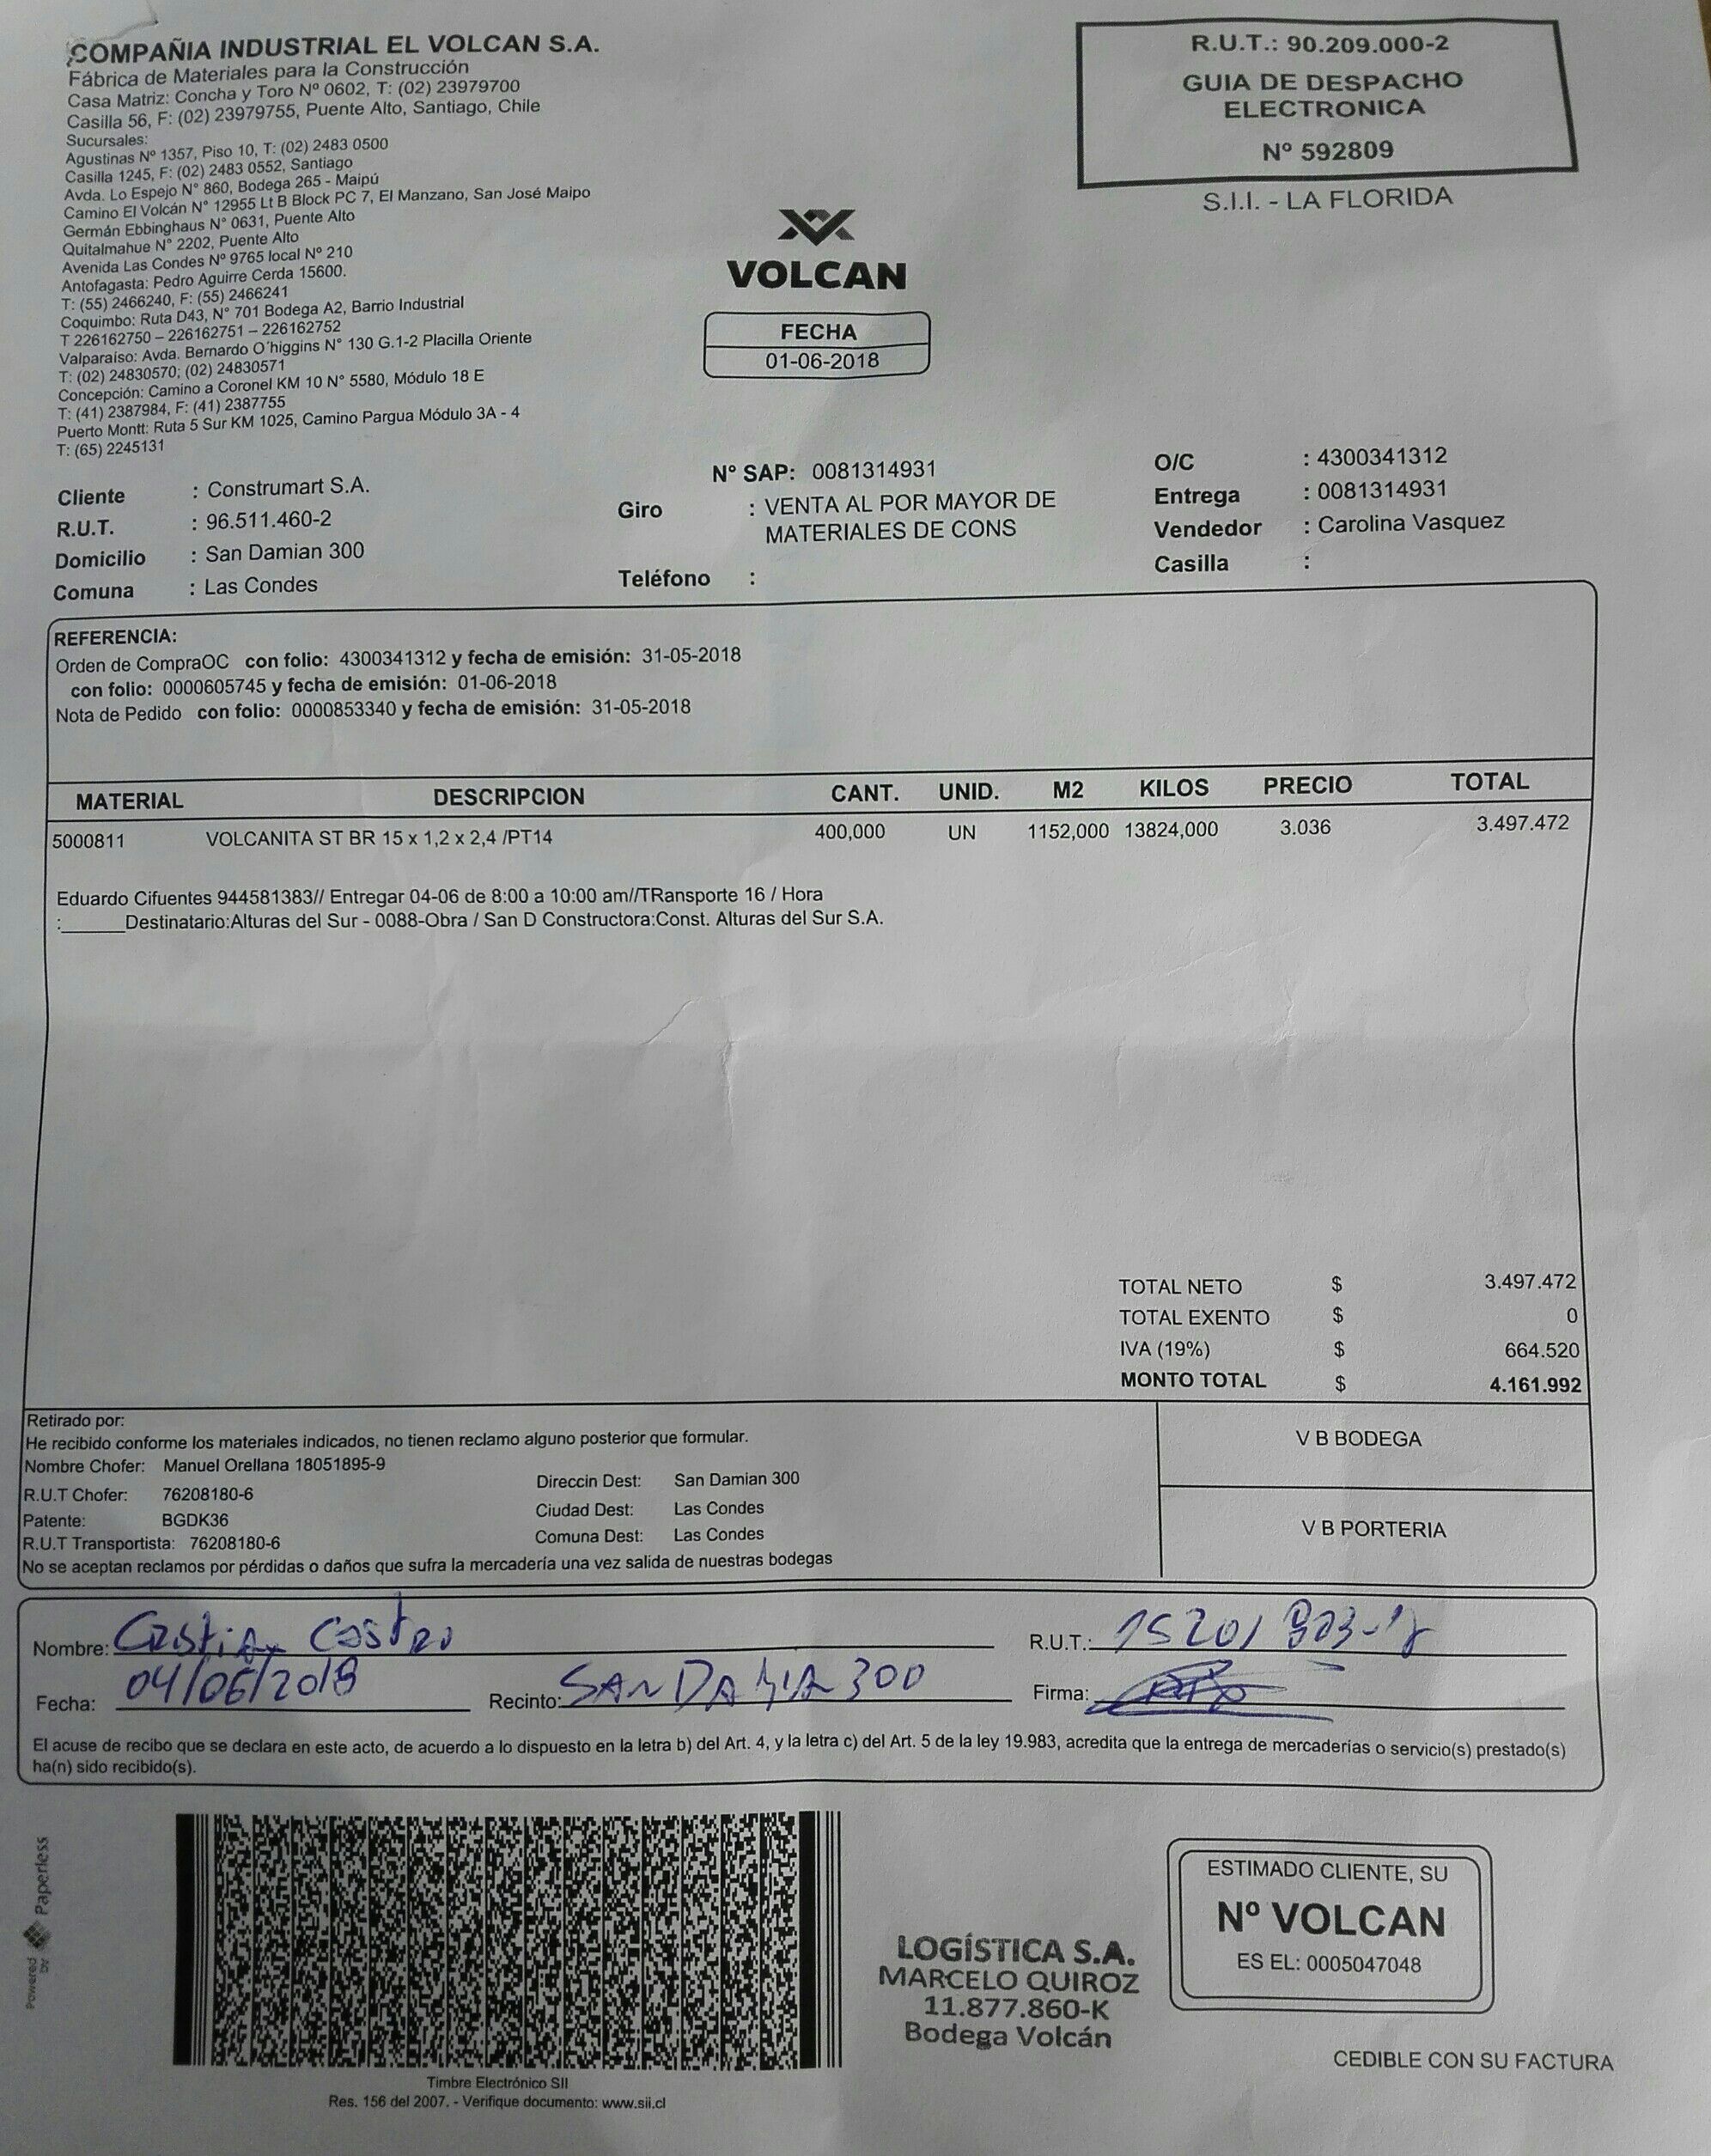 COMPAÑIA INDUSTRIAL EL VOLCAN S.A.
Fábrica de Materiales para la Construcción
Casa Matriz: Concha y Toro Nº 0602, T: (02) 23979700
Casilla 56, F: (02) 23979755, Puente Alto, Santiago, Chile
Sucursales:
Agustinas Nº 1357, Piso 10, T: (02) 2483 0500
Casilla 1245, F: (02) 2483 0552, Santiago
Avda. Lo Espejo N° 860, Bodega 265 - Maipú
Camino El Volcán N° 12955 Lt B Block PC 7, El Manzano, San José Maipo
Germán Ebbinghaus N° 0631, Puente Alto
Quitalmahue N° 2202, Puente Alto
Avenida Las Condes Nº 9765 local Nº 210
Antofagasta: Pedro Aguirre Cerda 15600.
T: (55) 2466240, F: (55) 2466241
Coquimbo: Ruta D43, N° 701 Bodega A2, Barrio Industrial
T 226162750 – 226162751 – 226162752
Valparaiso: Avda. Bernardo O´higgins N° 130 G.1-2 Placilla Oriente
T: (02) 24830570; (02) 24830571
Concepción: Camino a Coronel KM 10 N° 5580, Módulo 18 E
T: (41) 2387984, F: (41) 2387755
Puerto Montt: Ruta 5 Sur KM 1025, Camino Pargua Módulo 3A - 4
T: (65) 2245131
R.U.T.: 90.209.000-2
GUIA DE DESPACHO
ELECTRONICA
Nº 592809
S.I.I. - LA FLORIDA
VOLCAN
FECHA
01-06-2018
Cliente : Construmart S.A.
R.U.T. : 96.511.460-2
Domicilio : San Damian 300
Comuna : Las Condes
N° SAP: 0081314931
Giro : VENTA AL POR MAYOR DE
MATERIALES DE CONS
Teléfono :
O/C : 4300341312
Entrega : 0081314931
Vendedor : Carolina Vasquez
Casilla :
REFERENCIA:
Orden de CompraOC con folio: 4300341312 y fecha de emisión: 31-05-2018
con folio: 0000605745 y fecha de emisión: 01-06-2018
Nota de Pedido con folio: 0000853340 y fecha de emisión: 31-05-2018
MATERIAL DESCRIPCION CANT. UNID. M2 KILOS PRECIO TOTAL
5000811 VOLCANITA ST BR 15 x 1,2 x 2,4 /PT14 400,000 UN 1152,000 13824,000 3.036 3.497.472
Eduardo Cifuentes 944581383// Entregar 04-06 de 8:00 a 10:00 am//TRansporte 16 / Hora
:______Destinatario:Alturas del Sur - 0088-Obra / San D Constructora:Const. Alturas del Sur S.A.
TOTAL NETO $ 3.497.472
TOTAL EXENTO $ 0
IVA (19%) $ 664.520
MONTO TOTAL $ 4.161.992
Retirado por:
He recibido conforme los materiales indicados, no tienen reclamo alguno posterior que formular.
Nombre Chofer: Manuel Orellana 18051895-9
R.U.T Chofer: 76208180-6
Patente: BGDK36
R.U.T Transportista: 76208180-6
Direccin Dest: San Damian 300
Ciudad Dest: Las Condes
Comuna Dest: Las Condes
No se aceptan reclamos por pérdidas o daños que sufra la mercadería una vez salida de nuestras bodegas
V B BODEGA
V B PORTERIA
Nombre: Castro
R.U.T.: 15201
Fecha: 04/06/2018
Recinto: SAN DAMIAN 300
Firma:
El acuse de recibo que se declara en este acto, de acuerdo a lo dispuesto en la letra b) del Art. 4, y la letra c) del Art. 5 de la ley 19.983, acredita que la entrega de mercaderías o servicio(s) prestado(s)
ha(n) sido recibido(s).
Powered by Paperless
Timbre Electrónico SII
Res. 156 del 2007. - Verifique documento: www.sii.cl
LOGÍSTICA S.A.
MARCELO QUIROZ
11.877.860-K
Bodega Volcán
ESTIMADO CLIENTE, SU
Nº VOLCAN
ES EL: 0005047048
CEDIBLE CON SU FACTURA